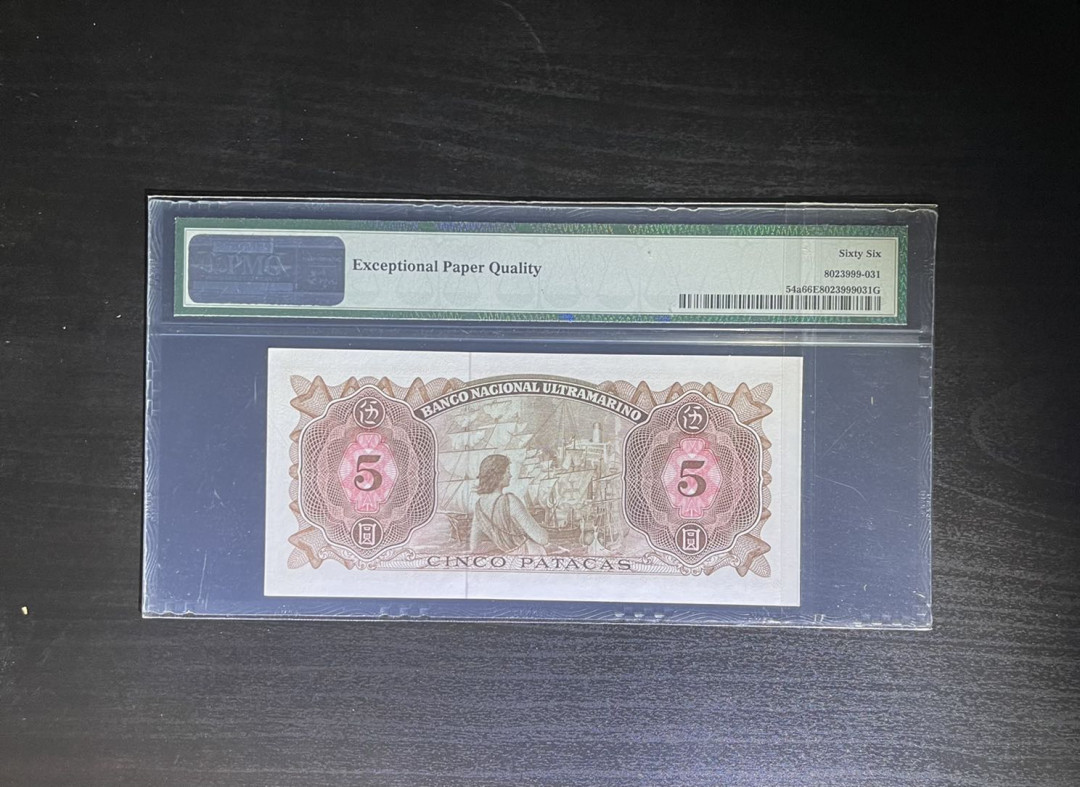 PMG
Exceptional Paper Quality
Sixty Six
8023999-031
54a66E8023999031G
BANCO NACIONAL ULTRAMARINO
伍 伍
5 5
圓 圓
CINCO PATACAS